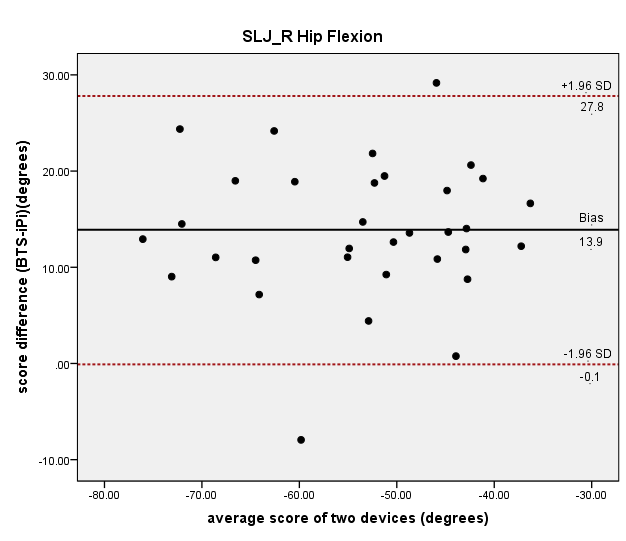 SLJ_R Hip Flexion
score difference (BTS-iPi)(degrees)
30.00
20.00
10.00
.00
-10.00
+1.96 SD
27.8
Bias
13.9
-1.96 SD
-0.1
-80.00 -70.00 -60.00 -50.00 -40.00 -30.00
average score of two devices (degrees)